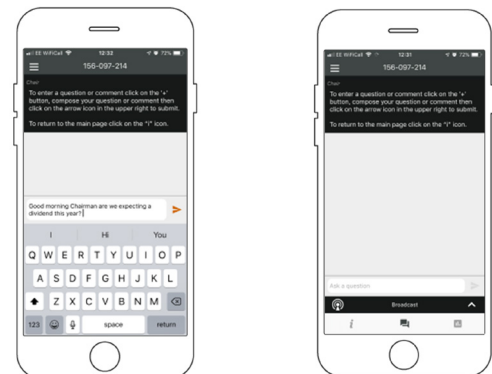 EE WiFiCall 12:32 72%
156-097-214
Chair
To enter a question or comment click on the '+'
button, compose your question or comment then
click on the arrow icon in the upper right to submit.
To return to the main page click on the "i" icon.
Good morning Chairman are we expecting a
dividend this year?
I Hi You
Q W E R T Y U I O P
A S D F G H J K L
Z X C V B N M
123 space return
EE WiFiCall 12:31 72%
156-097-214
Chair
To enter a question or comment click on the '+'
button, compose your question or comment then
click on the arrow icon in the upper right to submit.
To return to the main page click on the "i" icon.
Ask a question
Broadcast
i